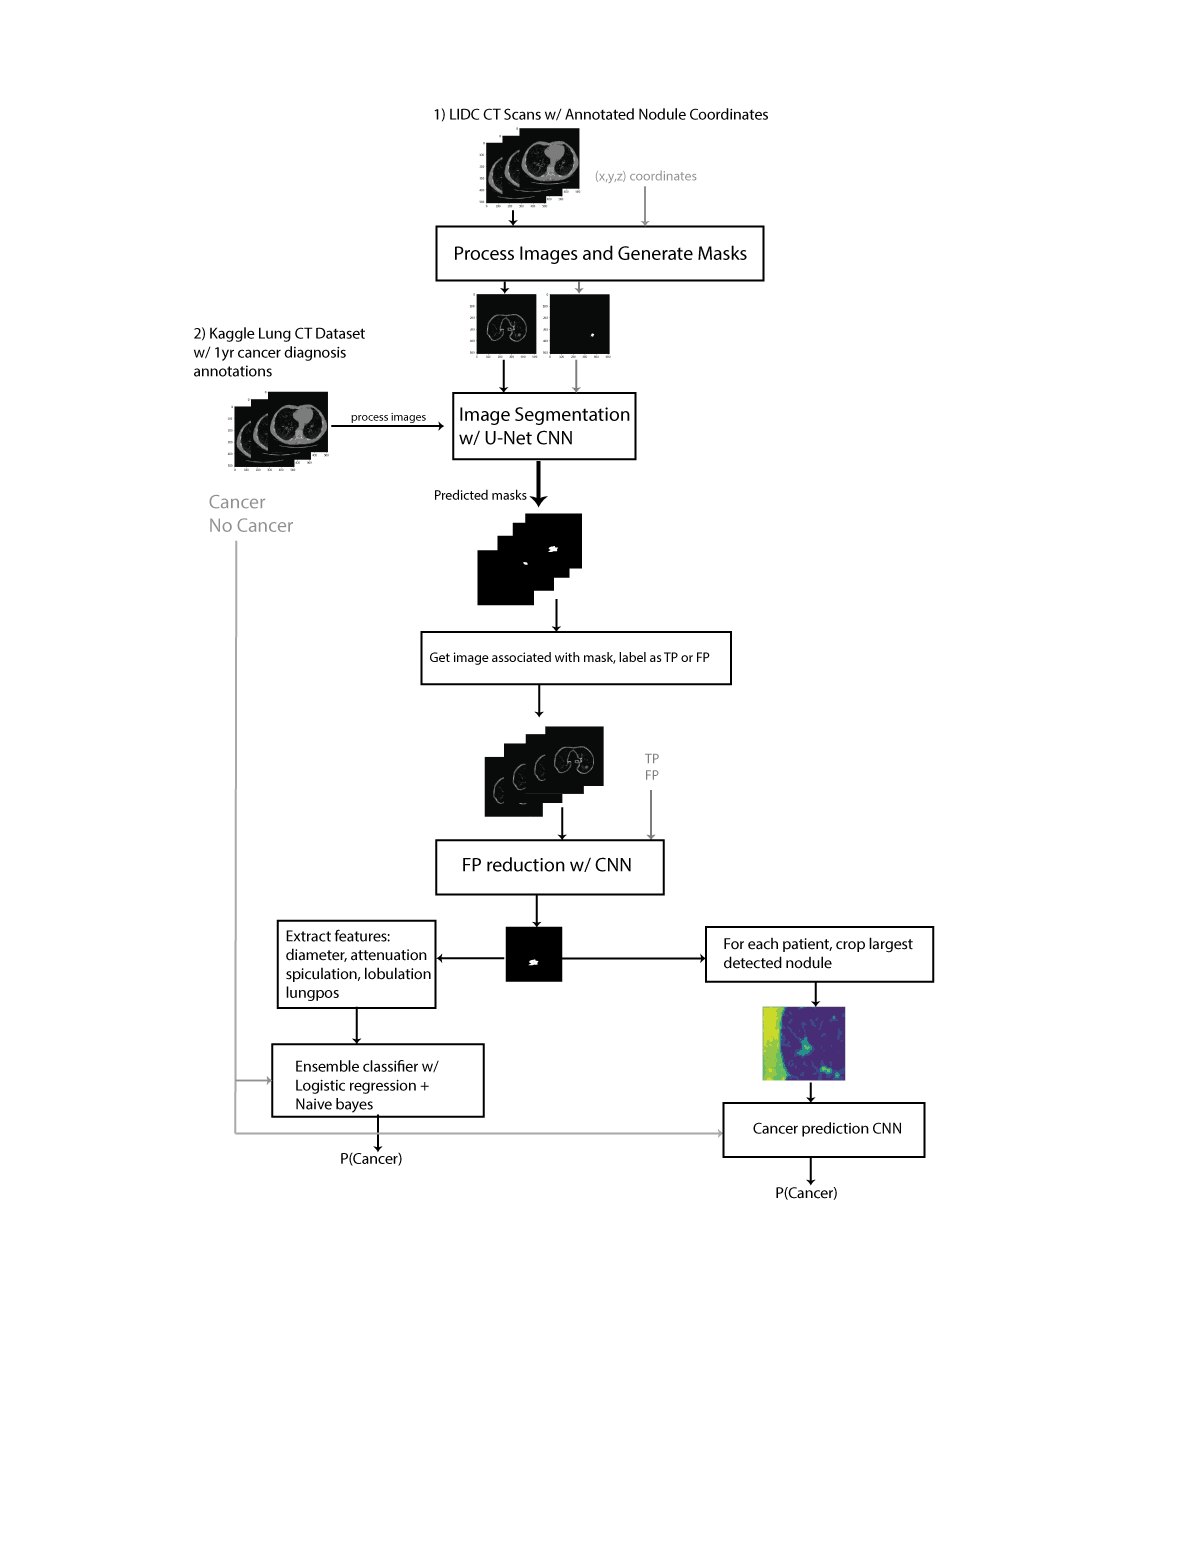 1) LIDC CT Scans w/ Annotated Nodule Coordinates
(x,y,z) coordinates
Process Images and Generate Masks
2) Kaggle Lung CT Dataset
w/ 1yr cancer diagnosis
annotations
process images
Image Segmentation
w/ U-Net CNN
Cancer
No Cancer
Predicted masks
Get image associated with mask, label as TP or FP
TP
FP
FP reduction w/ CNN
Extract features:
diameter, attenuation
spiculation, lobulation
lungpos
For each patient, crop largest
detected nodule
Ensemble classifier w/
Logistic regression +
Naive bayes
Cancer prediction CNN
P(Cancer)
P(Cancer)